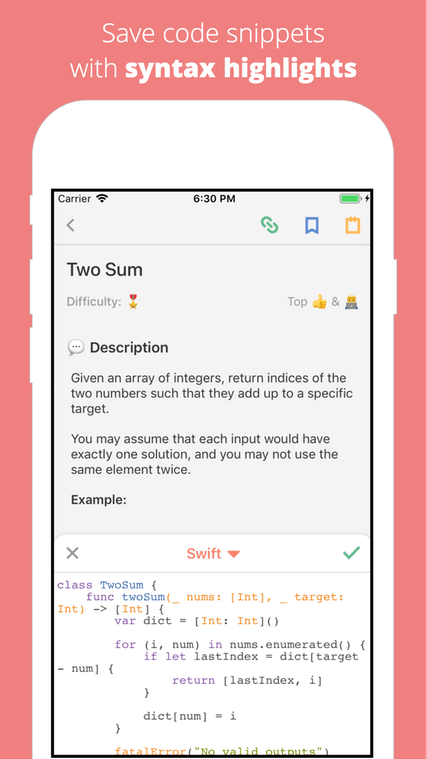 Save code snippets
with syntax highlights
Carrier
6:30 PM
Two Sum
Difficulty:
Top 👍 &
💬 Description
Given an array of integers, return indices of the
two numbers such that they add up to a specific
target.
You may assume that each input would have
exactly one solution, and you may not use the
same element twice.
Example:
Swift
class TwoSum {
func twoSum(_ nums: [Int], _ target:
Int) -> [Int] {
var dict = [Int: Int]()
for (i, num) in nums.enumerated() {
if let lastIndex = dict[target
- num] {
return [lastIndex, i]
}
dict[num] = i
}
fatalError("No valid outputs")